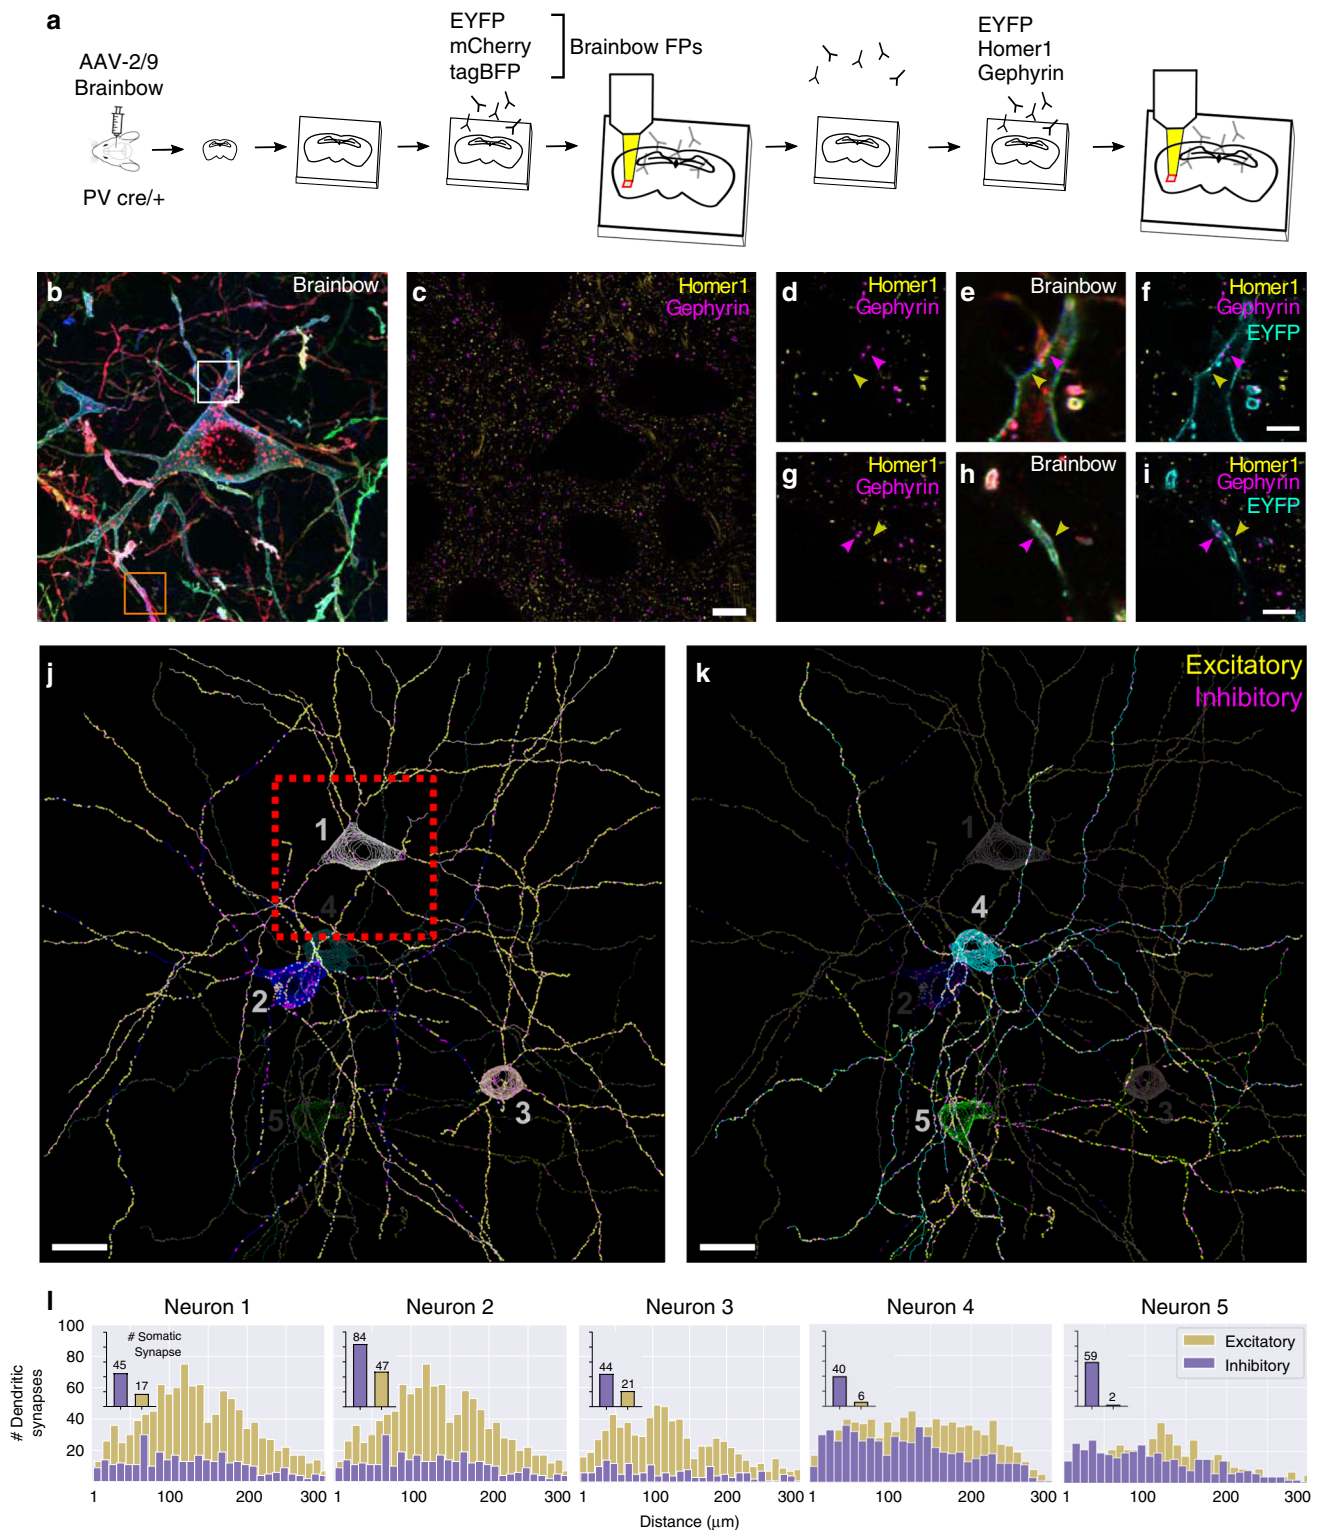 a
AAV-2/9
Brainbow
PV cre/+
EYFP
mCherry
tagBFP
Brainbow FPs
EYFP
Homer1
Gephyrin
b
Brainbow
c
Homer1
Gephyrin
d
Homer1
Gephyrin
e
Brainbow
f
Homer1
Gephyrin
EYFP
g
Homer1
Gephyrin
h
Brainbow
i
Homer1
Gephyrin
EYFP
j
1
4
2
3
5
k
Excitatory
Inhibitory
1
4
2
3
5
l
Neuron 1
Neuron 2
Neuron 3
Neuron 4
Neuron 5
# Dendritic
synapses
100
80
60
40
20
# Somatic
Synapse
45
17
84
47
44
21
40
6
59
2
Excitatory
Inhibitory
1 100 200 300
1 100 200 300
1 100 200 300
1 100 200 300
1 100 200 300
Distance (μm)